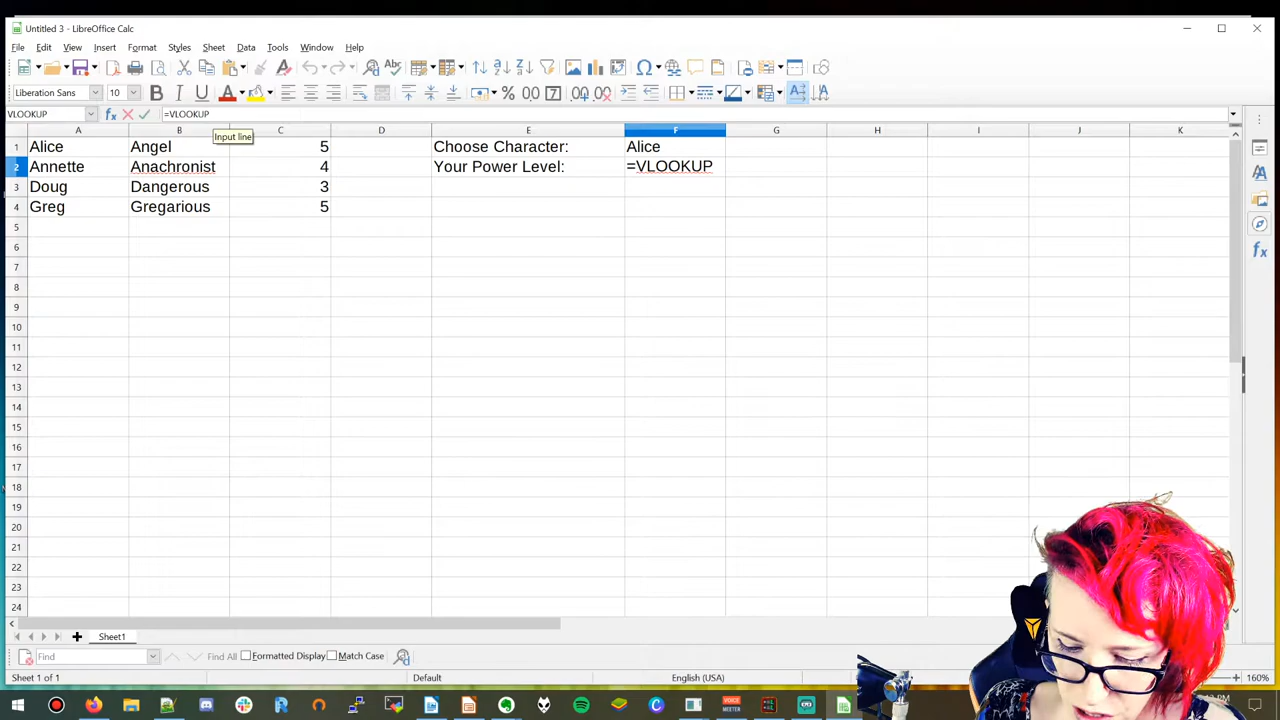 Untitled 3 - LibreOffice Calc
File Edit View Insert Format Styles Sheet Data Tools Window Help
Liberation Sans 10
VLOOKUP =VLOOKUP
Input line
A B C D E F G H I J K
1 Alice Angel 5 Choose Character: Alice
2 Annette Anachronist 4 Your Power Level: =VLOOKUP
3 Doug Dangerous 3
4 Greg Gregarious 5
5
6
7
8
9
10
11
12
13
14
15
16
17
18
19
20
21
22
23
24
Sheet1
Find Find All Formatted Display Match Case
Sheet 1 of 1 Default English (USA) 160%